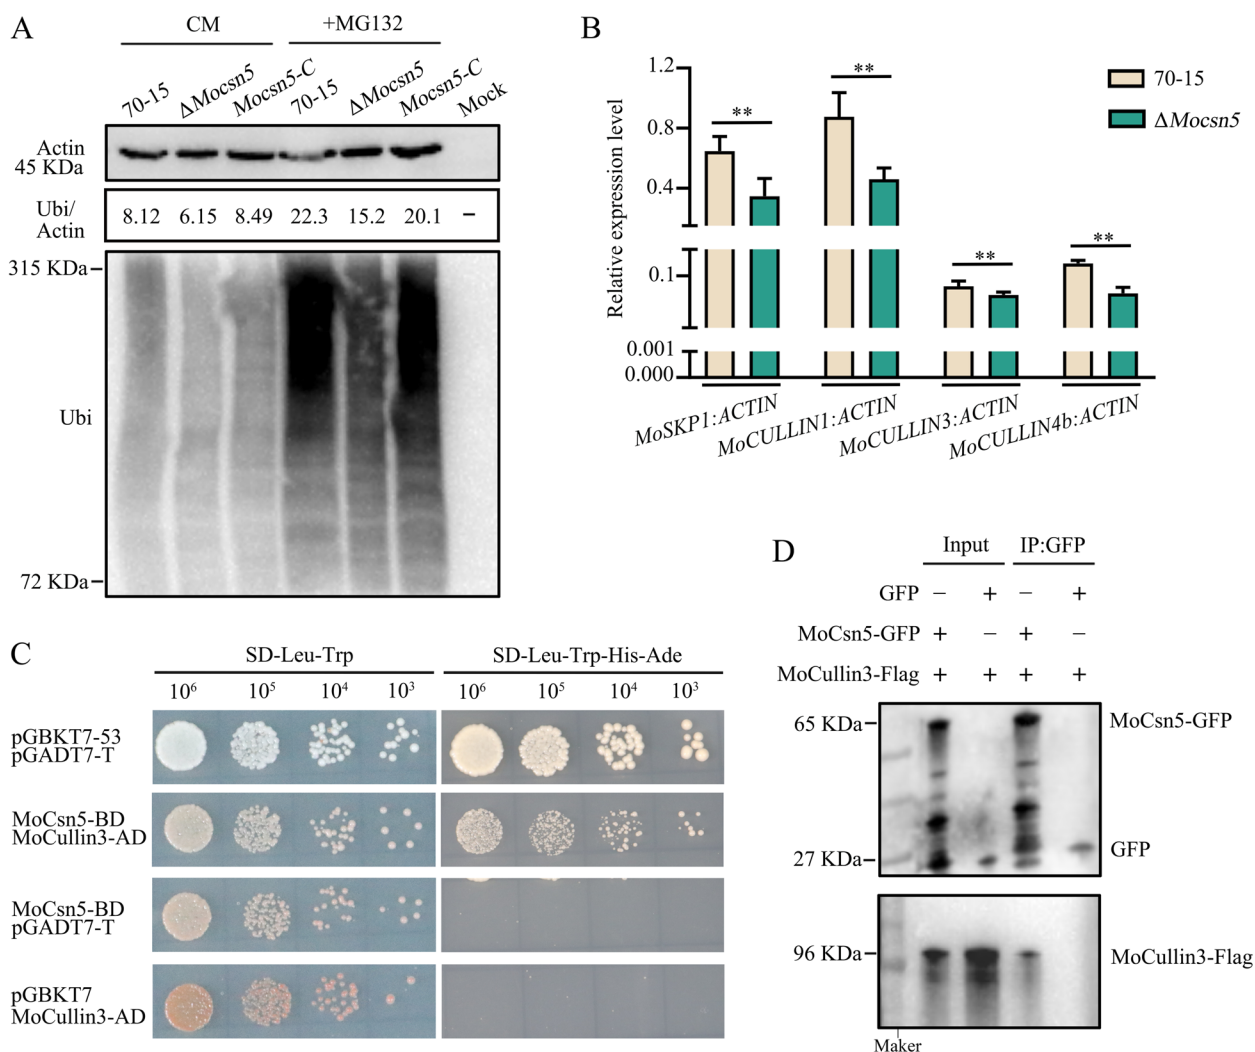 A
CM
+MG132
70-15
ΔMocsn5
Mocsn5-C
70-15
ΔMocsn5
Mocsn5-C
Mock
Actin
45 KDa
Ubi/
Actin
8.12 6.15 8.49 22.3 15.2 20.1 –
315 KDa
Ubi
72 KDa
B
Relative expression level
1.2
0.8
0.4
0.1
0.001
0.000
**
**
**
**
70-15
ΔMocsn5
MoSKP1:ACTIN
MoCULLIN1:ACTIN
MoCULLIN3:ACTIN
MoCULLIN4b:ACTIN
C
SD-Leu-Trp
SD-Leu-Trp-His-Ade
10⁶ 10⁵ 10⁴ 10³ 10⁶ 10⁵ 10⁴ 10³
pGBKT7-53
pGADT7-T
MoCsn5-BD
MoCullin3-AD
MoCsn5-BD
pGADT7-T
pGBKT7
MoCullin3-AD
D
Input
IP:GFP
GFP – + – +
MoCsn5-GFP + – + –
MoCullin3-Flag + + + +
65 KDa
MoCsn5-GFP
27 KDa
GFP
96 KDa
MoCullin3-Flag
Maker